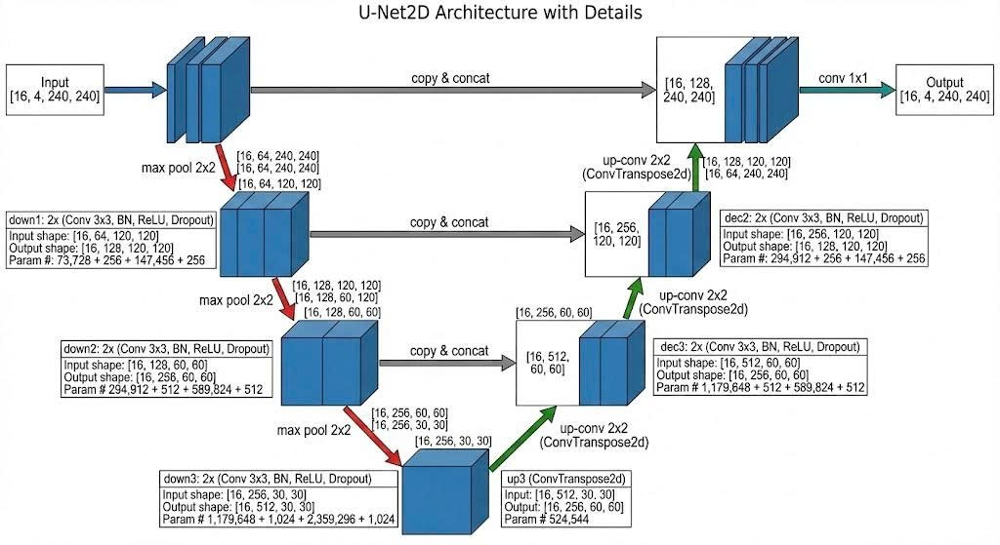 U-Net2D Architecture with Details
Input
[16, 4, 240, 240]
copy & concat
[16, 128,
240, 240]
conv 1x1
Output
[16, 4, 240, 240]
max pool 2x2
[16, 64, 240, 240]
[16, 64, 240, 240]
[16, 64, 120, 120]
up-conv 2x2
(ConvTranspose2d)
[16, 128, 120, 120]
[16, 64, 240, 240]
down1: 2x (Conv 3x3, BN, ReLU, Dropout)
Input shape: [16, 64, 120, 120]
Output shape: [16, 128, 120, 120]
Param #: 73,728 + 256 + 147,456 + 256
copy & concat
[16, 256,
120, 120]
dec2: 2x (Conv 3x3, BN, ReLU, Dropout)
Input shape: [16, 256, 120, 120]
Output shape: [16, 128, 120, 120]
Param #: 294,912 + 256 + 147,456 + 256
max pool 2x2
[16, 128, 120, 120]
[16, 128, 60, 120]
[16, 128, 60, 60]
up-conv 2x2
(ConvTranspose2d)
[16, 256, 60, 60]
down2: 2x (Conv 3x3, BN, ReLU, Dropout)
Input shape: [16, 128, 60, 60]
Output shape: [16, 256, 60, 60]
Param # 294,912 + 512 + 589,824 + 512
copy & concat
[16, 512,
60, 60]
dec3: 2x (Conv 3x3, BN, ReLU, Dropout)
Input shape: [16, 512, 60, 60]
Output shape: [16, 256, 60, 60]
Param # 1,179,648 + 512 + 589,824 + 512
max pool 2x2
[16, 256, 60, 60]
[16, 256, 30, 30]
[16, 256, 30, 30]
up-conv 2x2
(ConvTranspose2d)
down3: 2x (Conv 3x3, BN, ReLU, Dropout)
Input shape: [16, 256, 30, 30]
Output shape: [16, 512, 30, 30]
Param # 1,179,648 + 1,024 + 2,359,296 + 1,024
up3 (ConvTranspose2d)
Input: [16, 512, 30, 30]
Output: [16, 256, 60, 60]
Param # 524,544